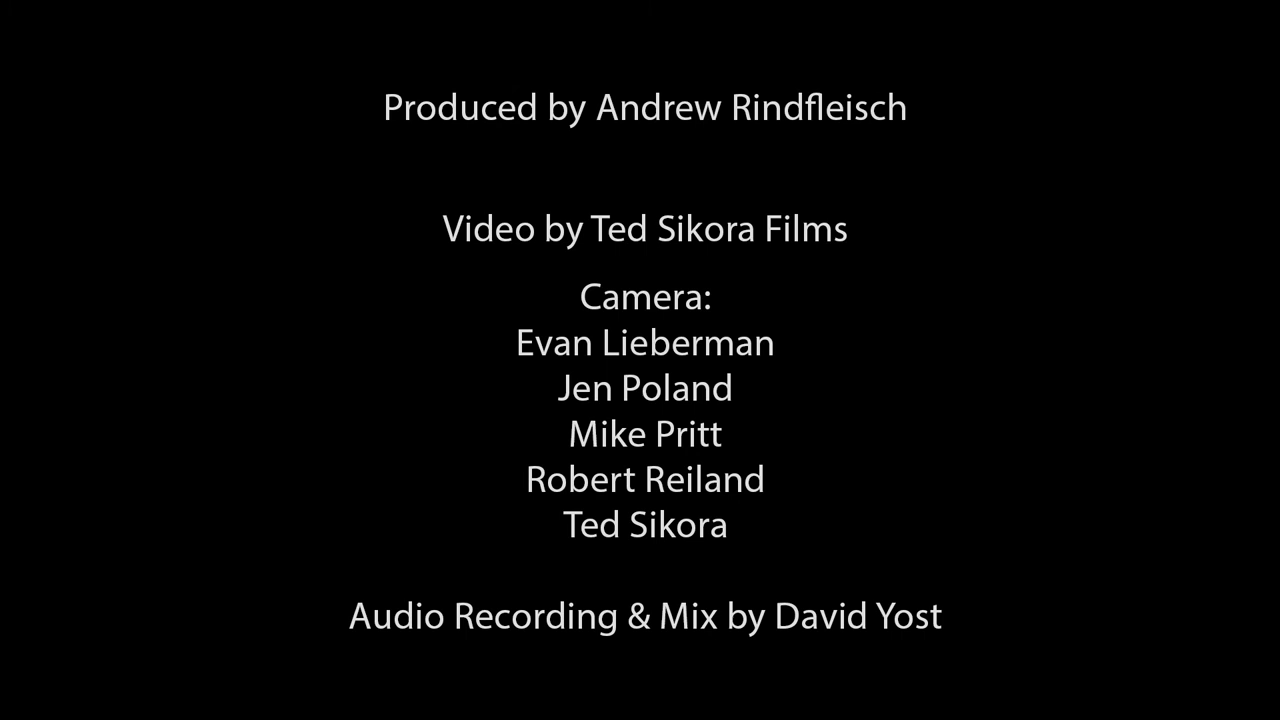 Produced by Andrew Rindfleisch
Video by Ted Sikora Films
Camera:
Evan Lieberman
Jen Poland
Mike Pritt
Robert Reiland
Ted Sikora
Audio Recording & Mix by David Yost